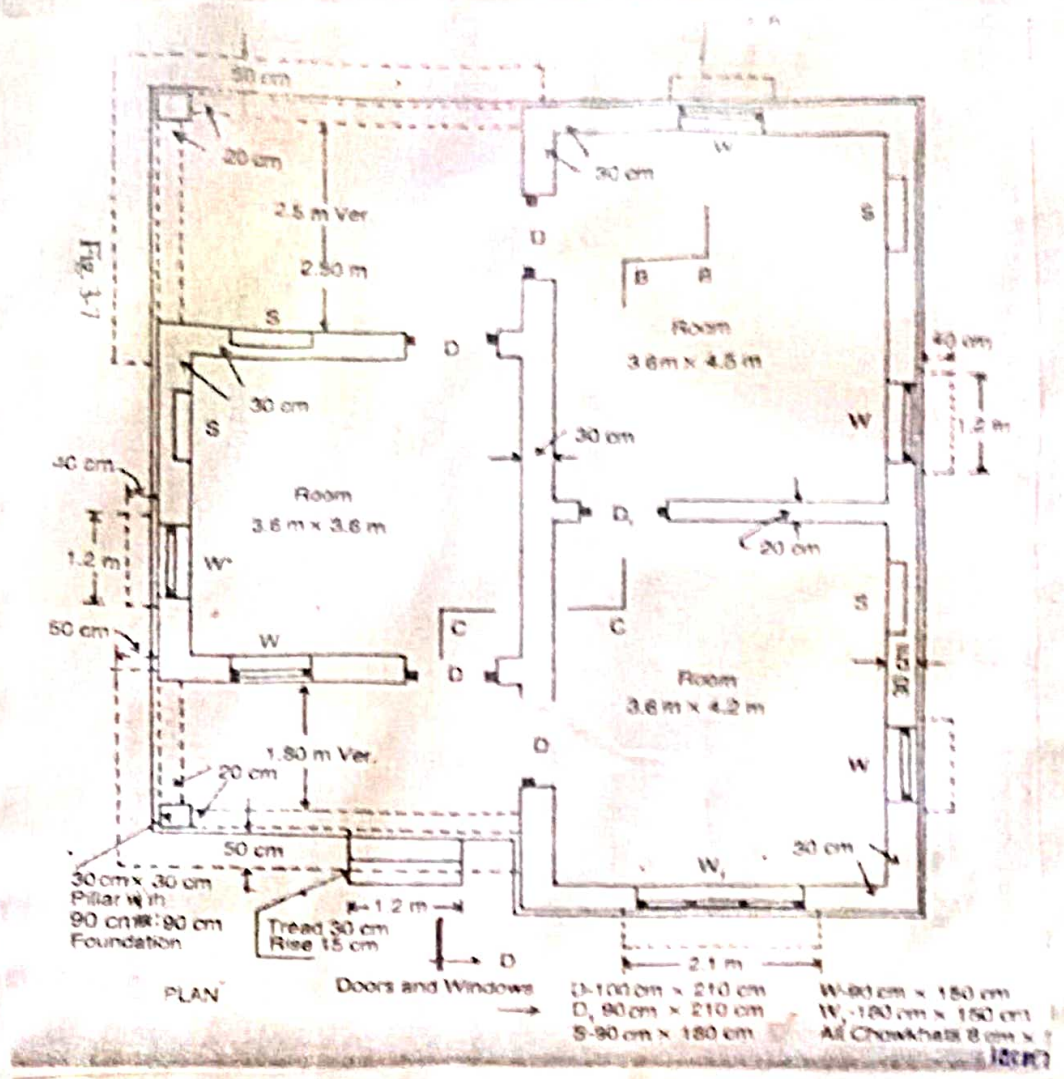 50 cm
20 cm
30 cm
W
2.5 m Ver.
D
S
2.50 m
B B
Fig. 3·7
S
Room
3.6 m × 4.5 m
D
40 cm
30 cm
S
W
1.2 m
30 cm
40 cm
Room
3.6 m × 3.6 m
D₁
20 cm
1.2 m
W
S
50 cm
C C
W
D
Room
3.6 m × 4.2 m
D
1.80 m Ver.
W
20 cm
50 cm
30 cm
W₁
30 cm × 30 cm
Pillar with
90 cm × 90 cm
Foundation
1.2 m
Tread 30 cm
Rise 15 cm
D
2.1 m
PLAN
Doors and Windows
D-100 cm × 210 cm
D₁ 90 cm × 210 cm
S-90 cm × 180 cm
W-90 cm × 150 cm
W₁-180 cm × 150 cm
All Chowkhats 8 cm ×